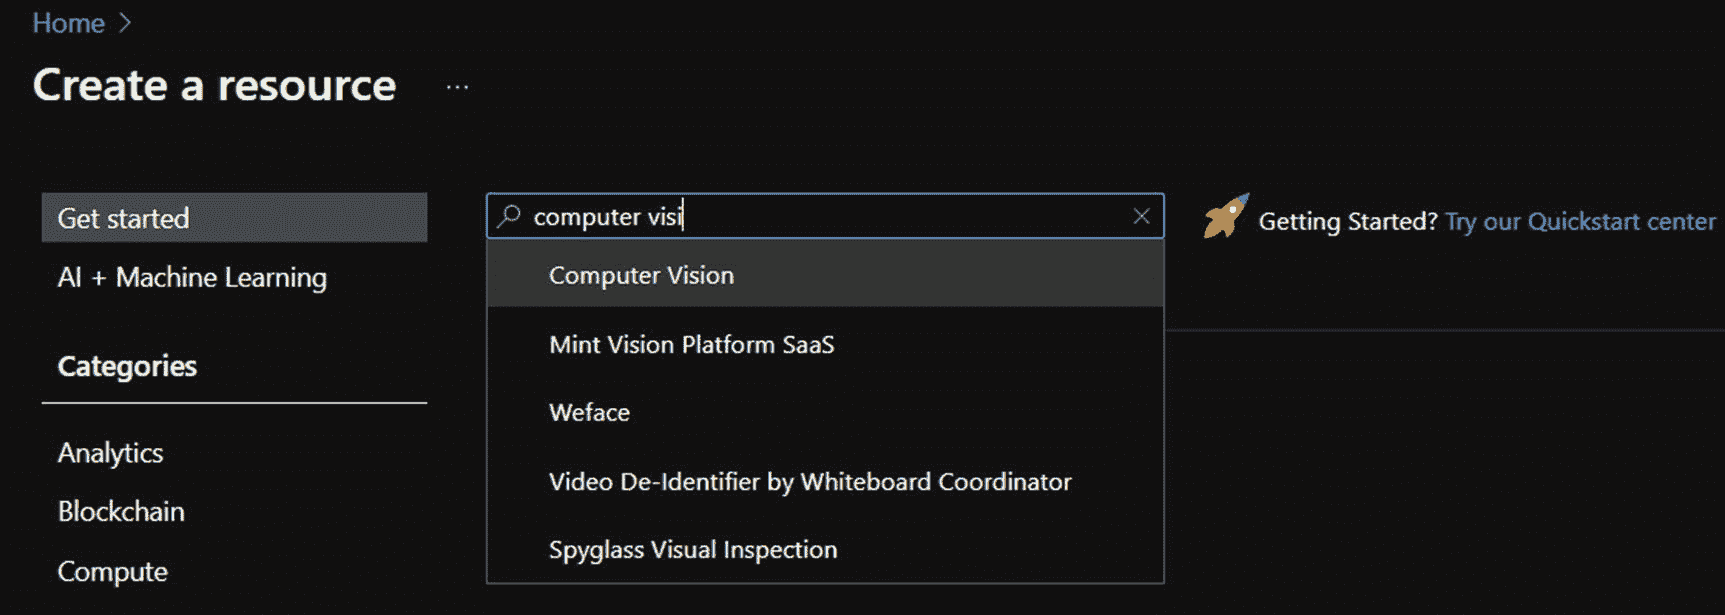 Home >
Create a resource ...
Get started
AI + Machine Learning
Categories
Analytics
Blockchain
Compute
computer visi
Computer Vision
Mint Vision Platform SaaS
Weface
Video De-Identifier by Whiteboard Coordinator
Spyglass Visual Inspection
Getting Started? Try our Quickstart center